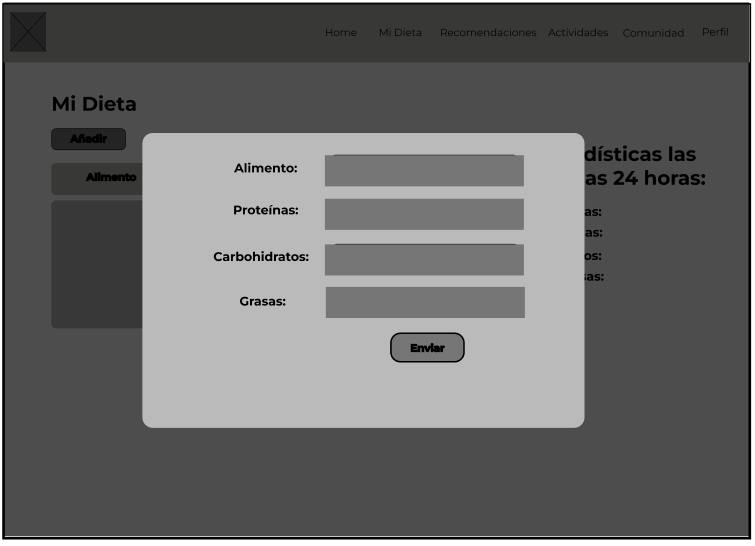 Home Mi Dieta Recomendaciones Actividades Comunidad Perfil
Mi Dieta
Añadir
Alimento
dísticas las
as 24 horas:
as:
as:
os:
sas:
Alimento:
Proteínas:
Carbohidratos:
Grasas:
Enviar